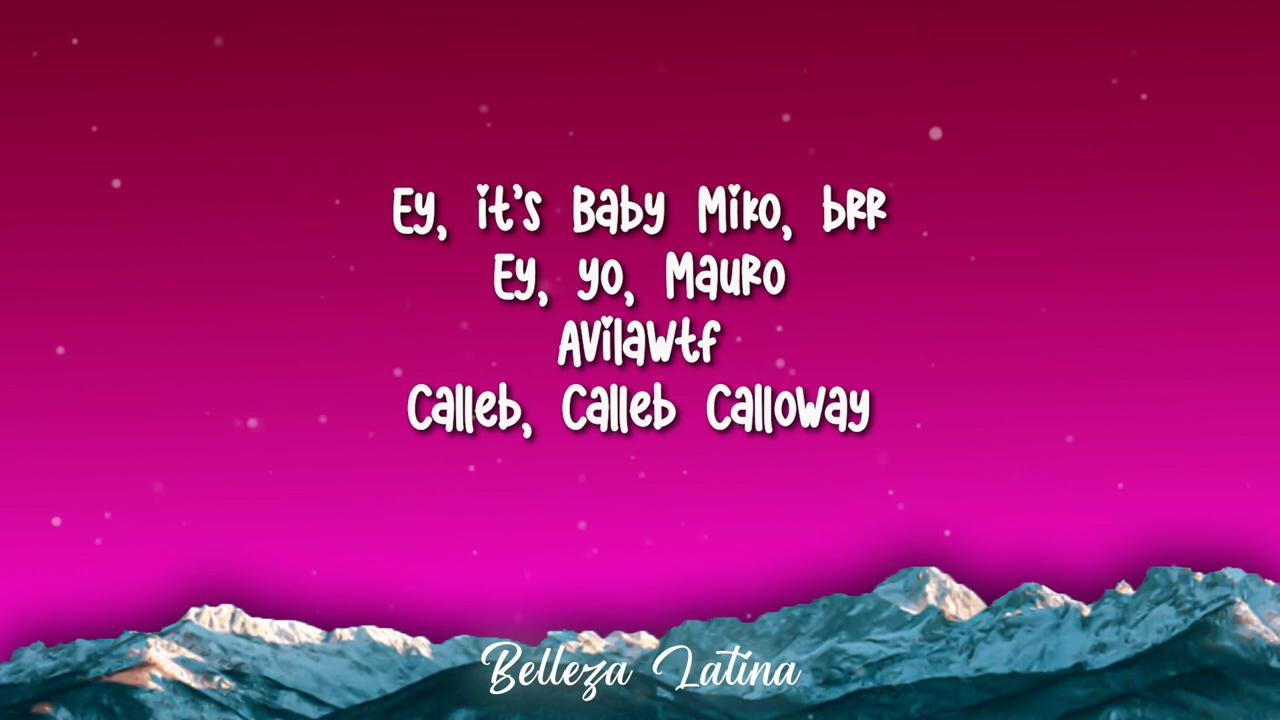 Ey, it's Baby Miko, brr
Ey, yo, Mauro
Avilawtf
Calleb, Calleb Calloway
Belleza Latina